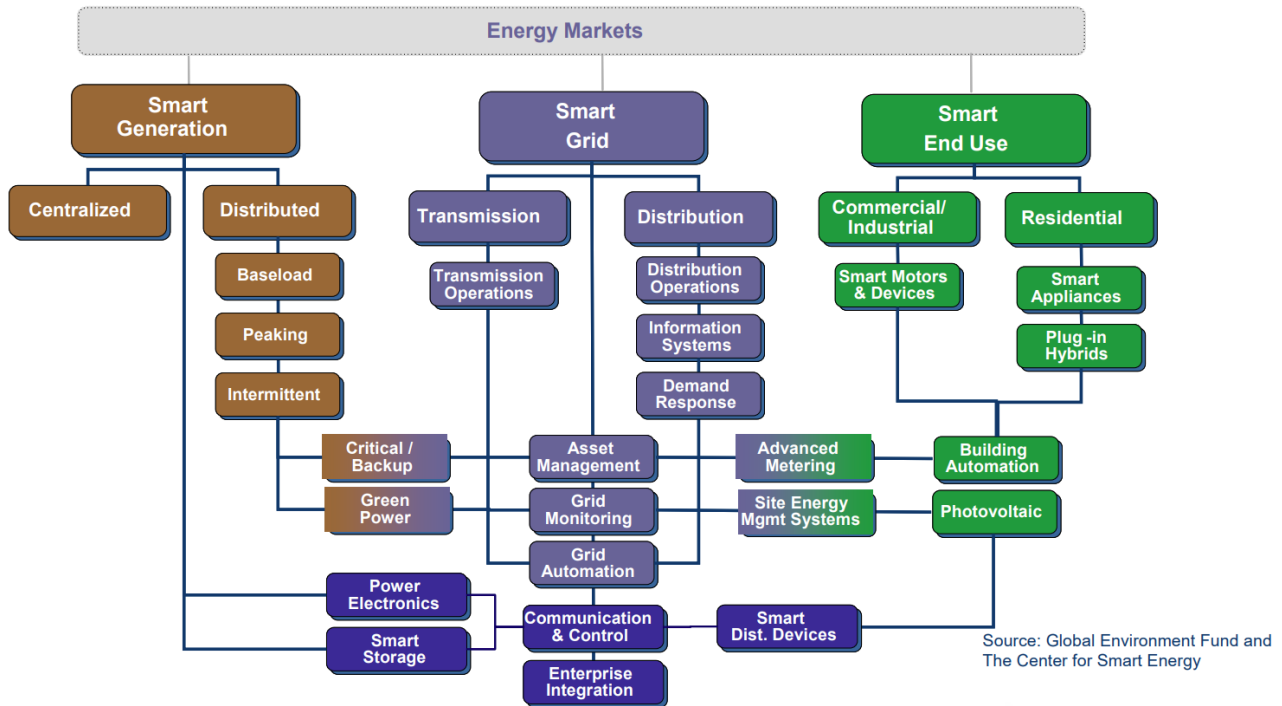 Energy Markets
Smart
Generation
Smart
Grid
Smart
End Use
Centralized
Distributed
Transmission
Distribution
Commercial/
Industrial
Residential
Baseload
Transmission
Operations
Distribution
Operations
Smart Motors
& Devices
Smart
Appliances
Peaking
Information
Systems
Plug -in
Hybrids
Intermittent
Demand
Response
Critical /
Backup
Asset
Management
Advanced
Metering
Building
Automation
Green
Power
Grid
Monitoring
Site Energy
Mgmt Systems
Photovoltaic
Grid
Automation
Power
Electronics
Communication
& Control
Smart
Dist. Devices
Smart
Storage
Enterprise
Integration
Source: Global Environment Fund and
The Center for Smart Energy